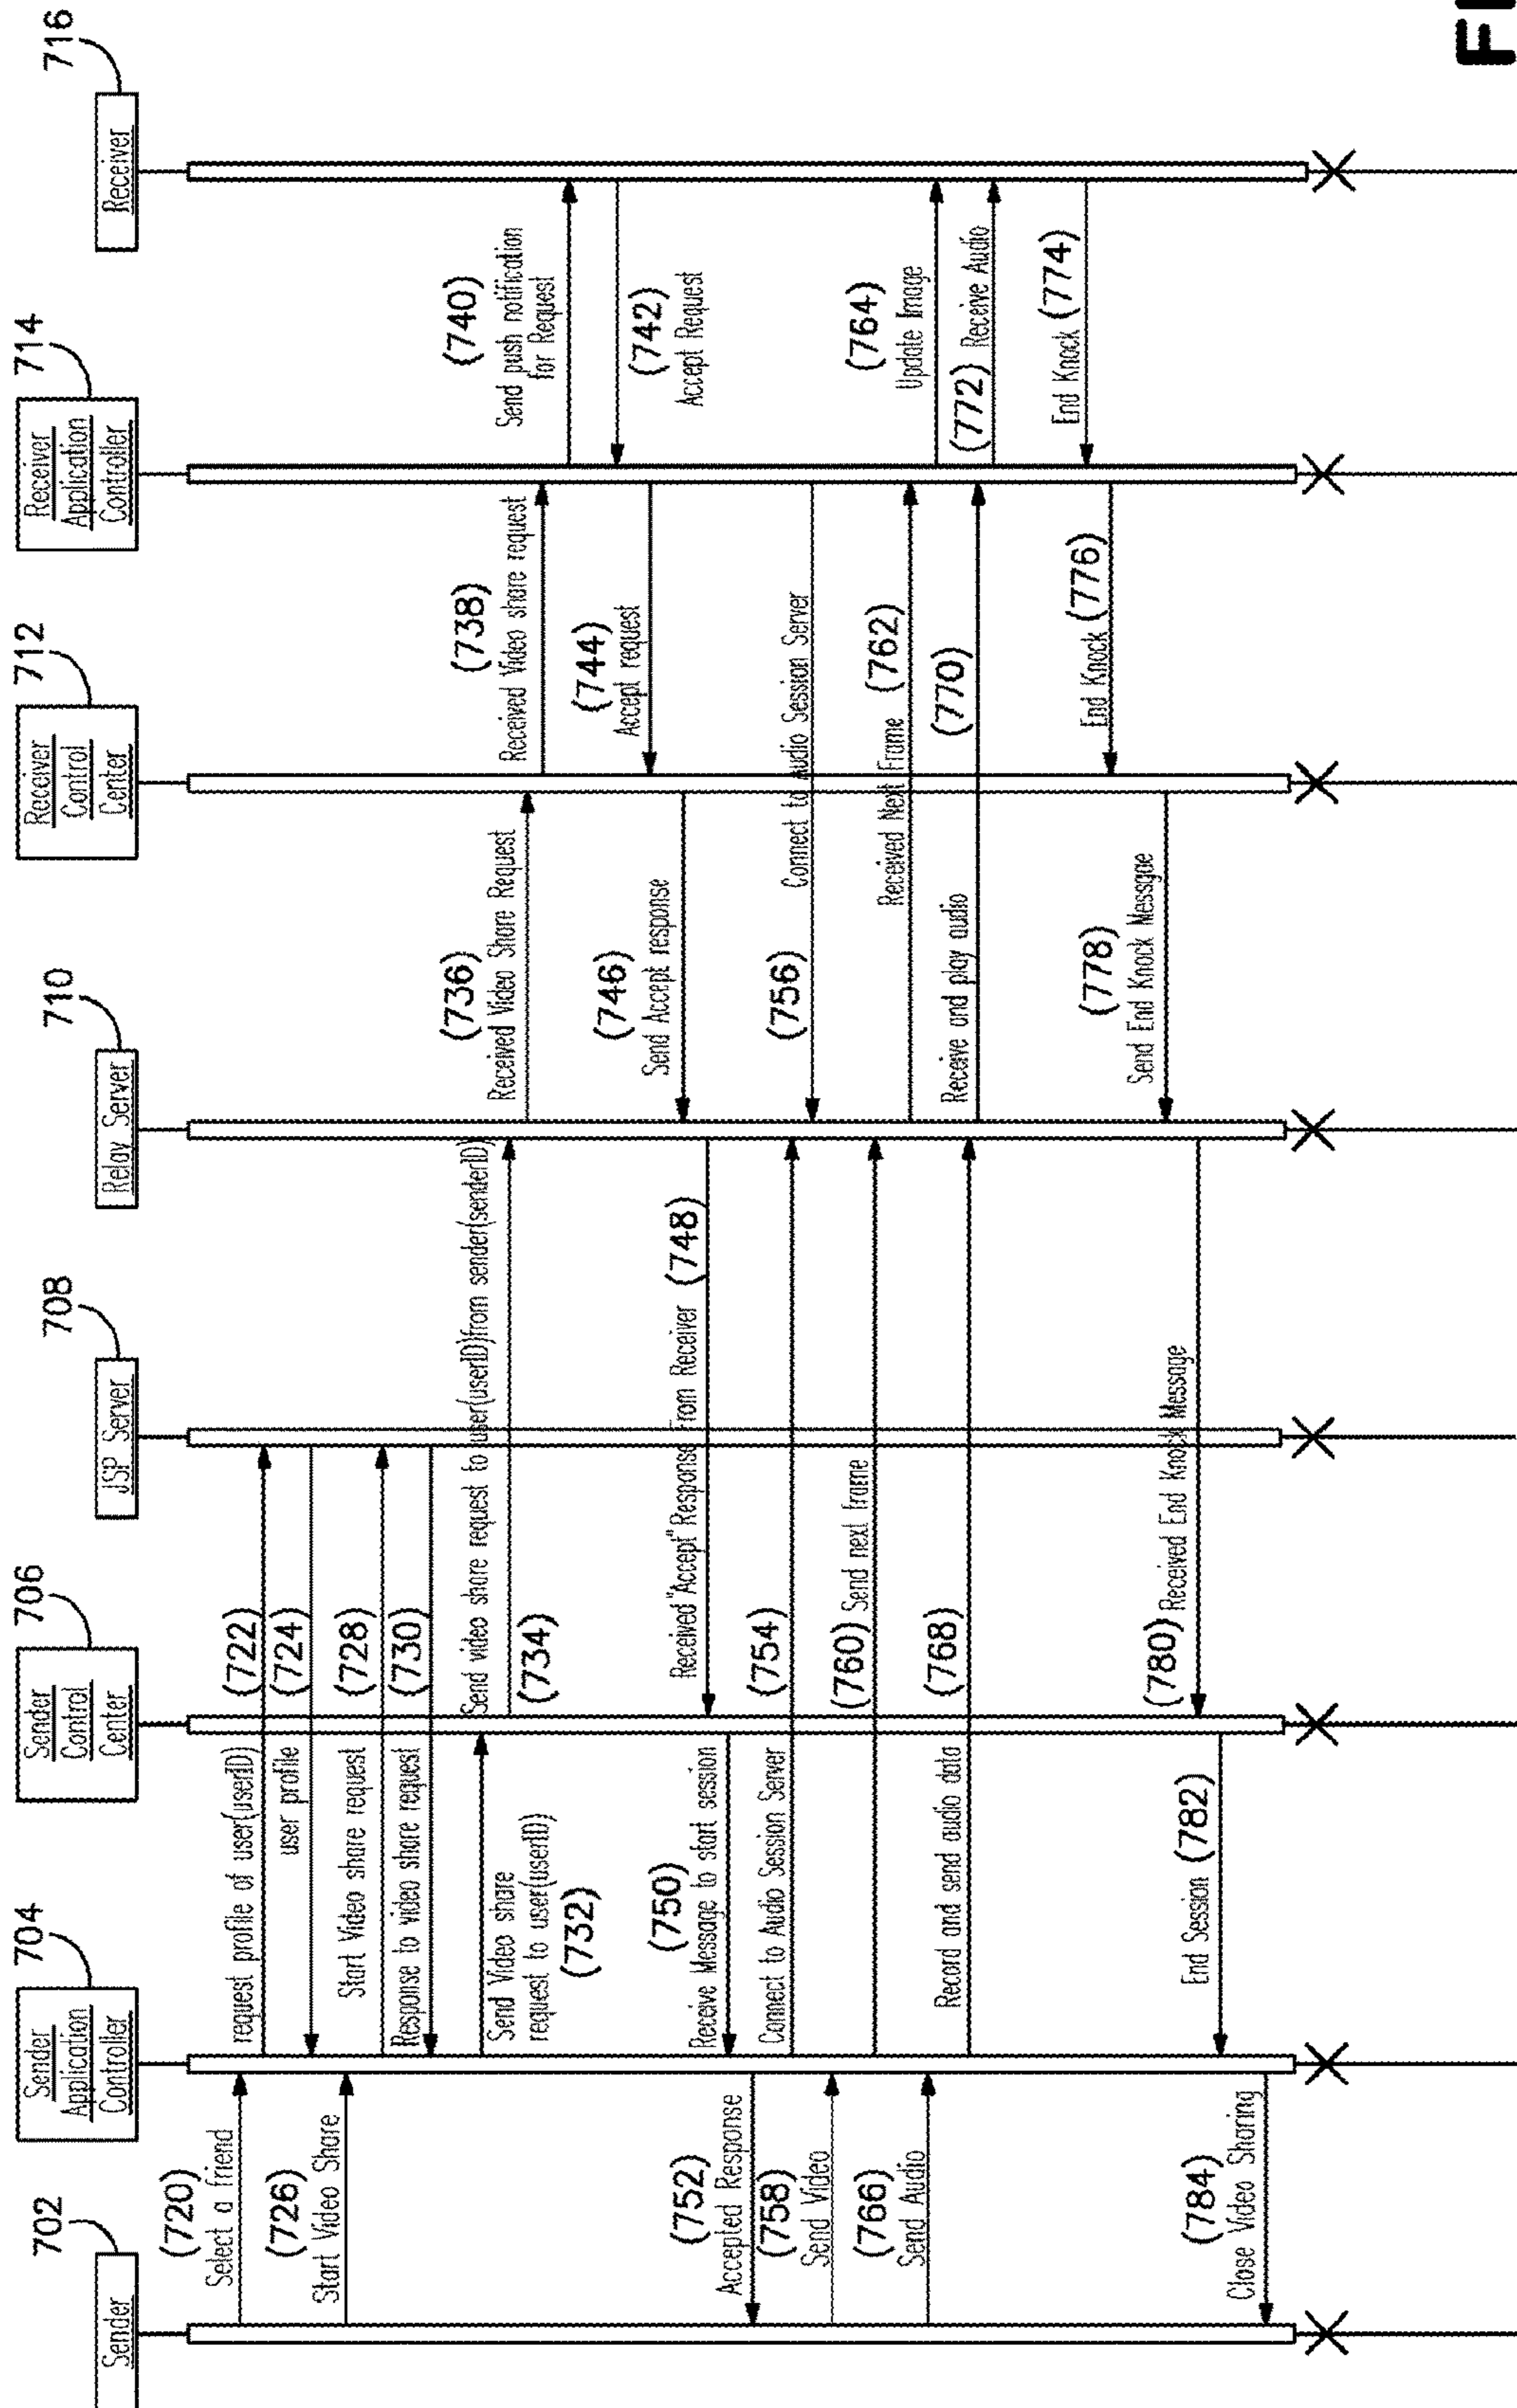 702
Sender
704
Sender
Application
Controller
706
Sender
Control
Center
708
JSP Server
710
Relay Server
712
Receiver
Control
Center
714
Receiver
Application
Controller
716
Receiver
(720)
Select a friend
request profile of user(userID)
(722)
user profile
(724)
(726)
Start Video Share
Start Video share request
(728)
Response to video share request
(730)
Send Video share
request to user(userID)
(732)
Send video share request to user(userID)from sender(senderID)
(734)
(736)
Received Video Share Request
(738)
Received Video share request
(740)
Send push notification
for Request
(742)
Accept Request
(744)
Accept request
(746)
Send Accept response
Received"Accept" Response From Receiver (748)
(750)
Receive Message to start session
(752)
Accepted Response
Connect to Audio Session Server
(754)
(756)
Connect to Audio Session Server
(758)
Send Video
(760) Send next frame
Received Next Frame (762)
(764)
Update Image
(766)
Send Audio
Record and send audio data
(768)
Receive and play audio
(770)
(772) Receive Audio
End Knock (774)
End Knock (776)
(778)
Send End Knock Messgae
(780) Received End Knock Message
End Session (782)
(784)
Close Video Sharing